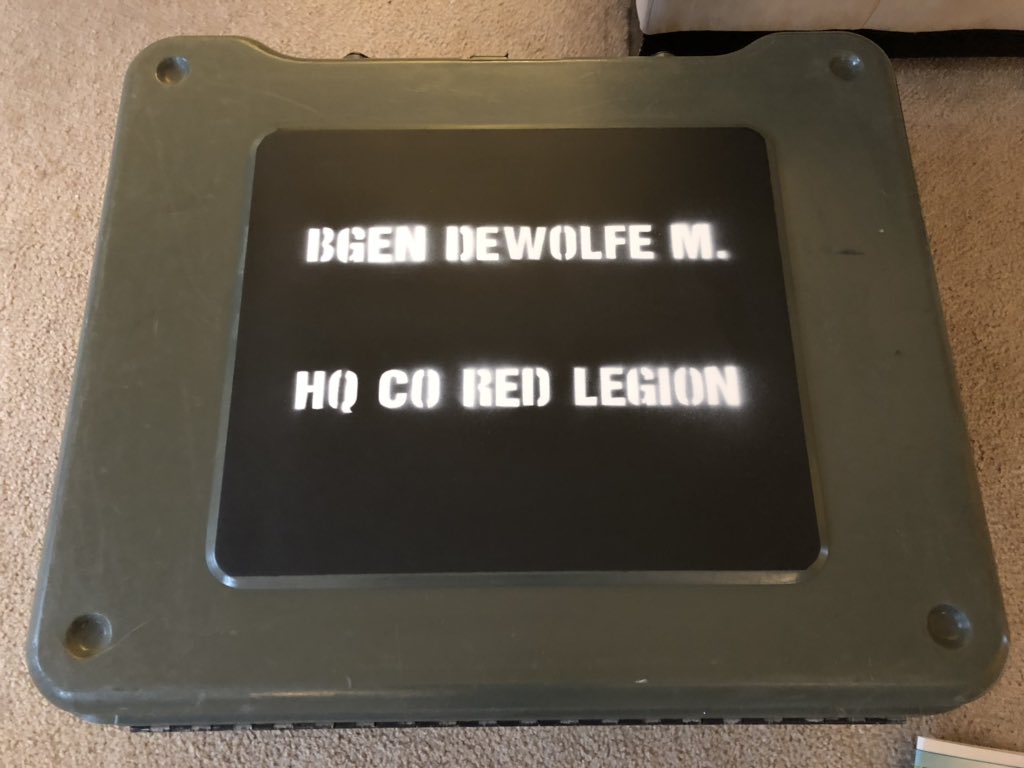 BGEN DEWOLFE M.
HQ CO RED LEGION